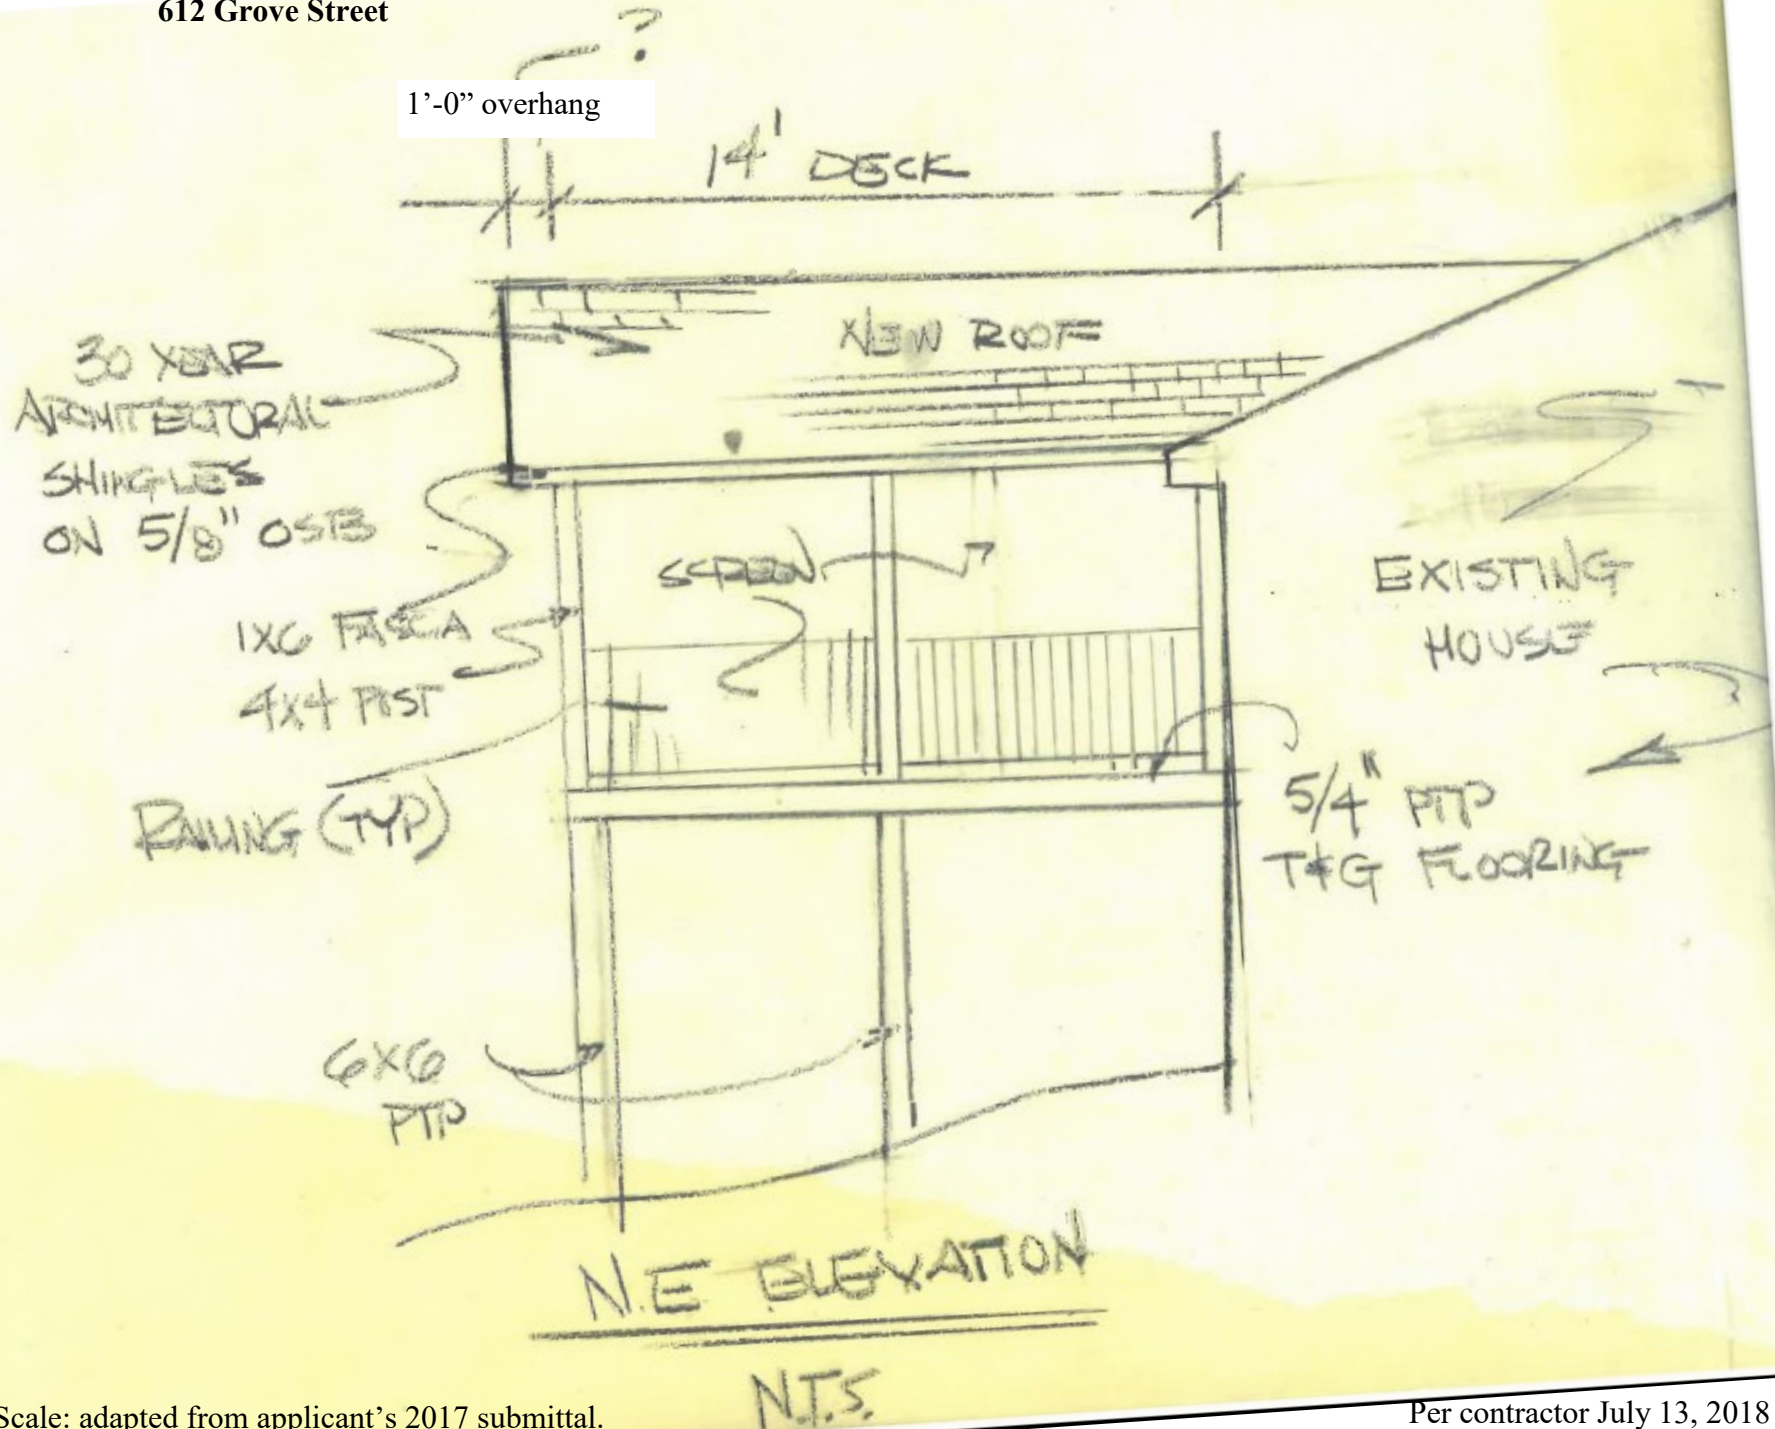 612 Grove Street
?
1’-0” overhang
14' DECK
NEW ROOF
30 YEAR
ARCHITECTURAL
SHINGLES
ON 5/8" OSB
SCREEN
EXISTING
HOUSE
1X6 FASCA
4X4 POST
RAILING (TYP)
5/4" PTP
T&G FLOORING
6X6
PTP
N.E ELEVATION
N.T.S.
Scale: adapted from applicant’s 2017 submittal.
Per contractor July 13, 2018